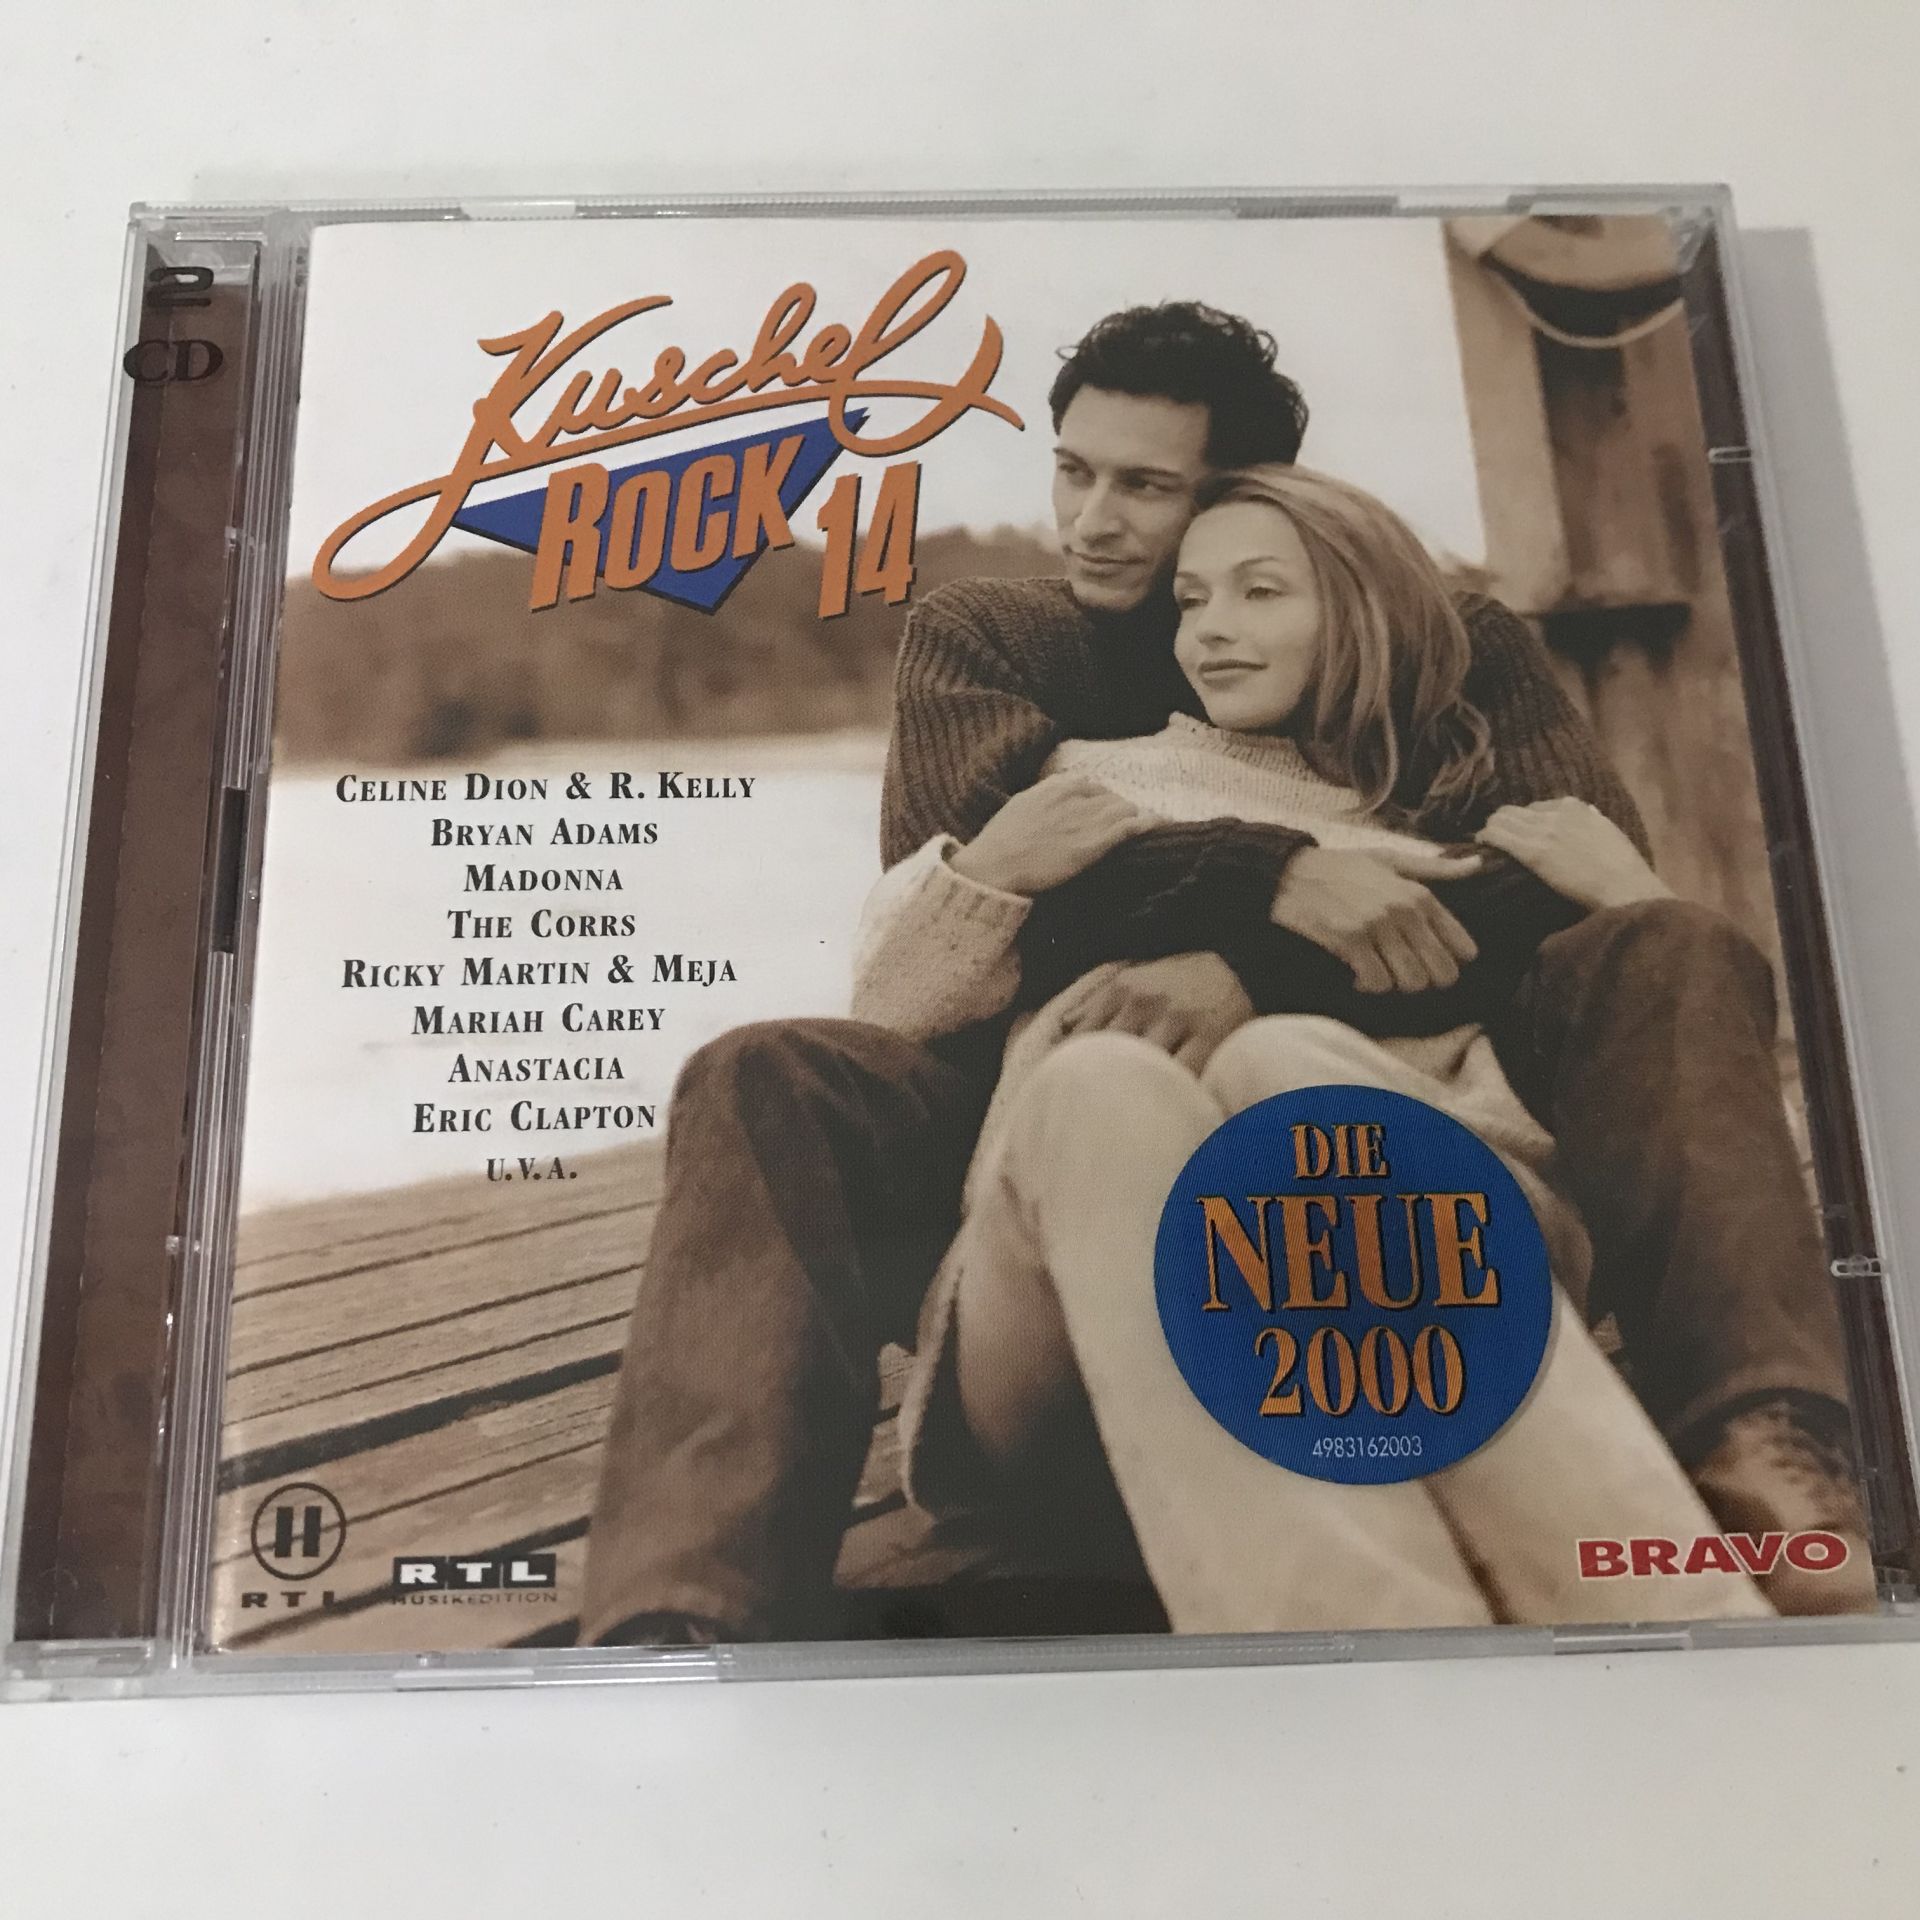 2
CD
Kuschel
ROCK 14
CELINE DION & R. KELLY
BRYAN ADAMS
MADONNA
THE CORRS
RICKY MARTIN & MEJA
MARIAH CAREY
ANASTACIA
ERIC CLAPTON
U.V.A.
DIE
NEUE
2000
4983162003
II
RTL
RTL
MUSIKEDITION
BRAVO